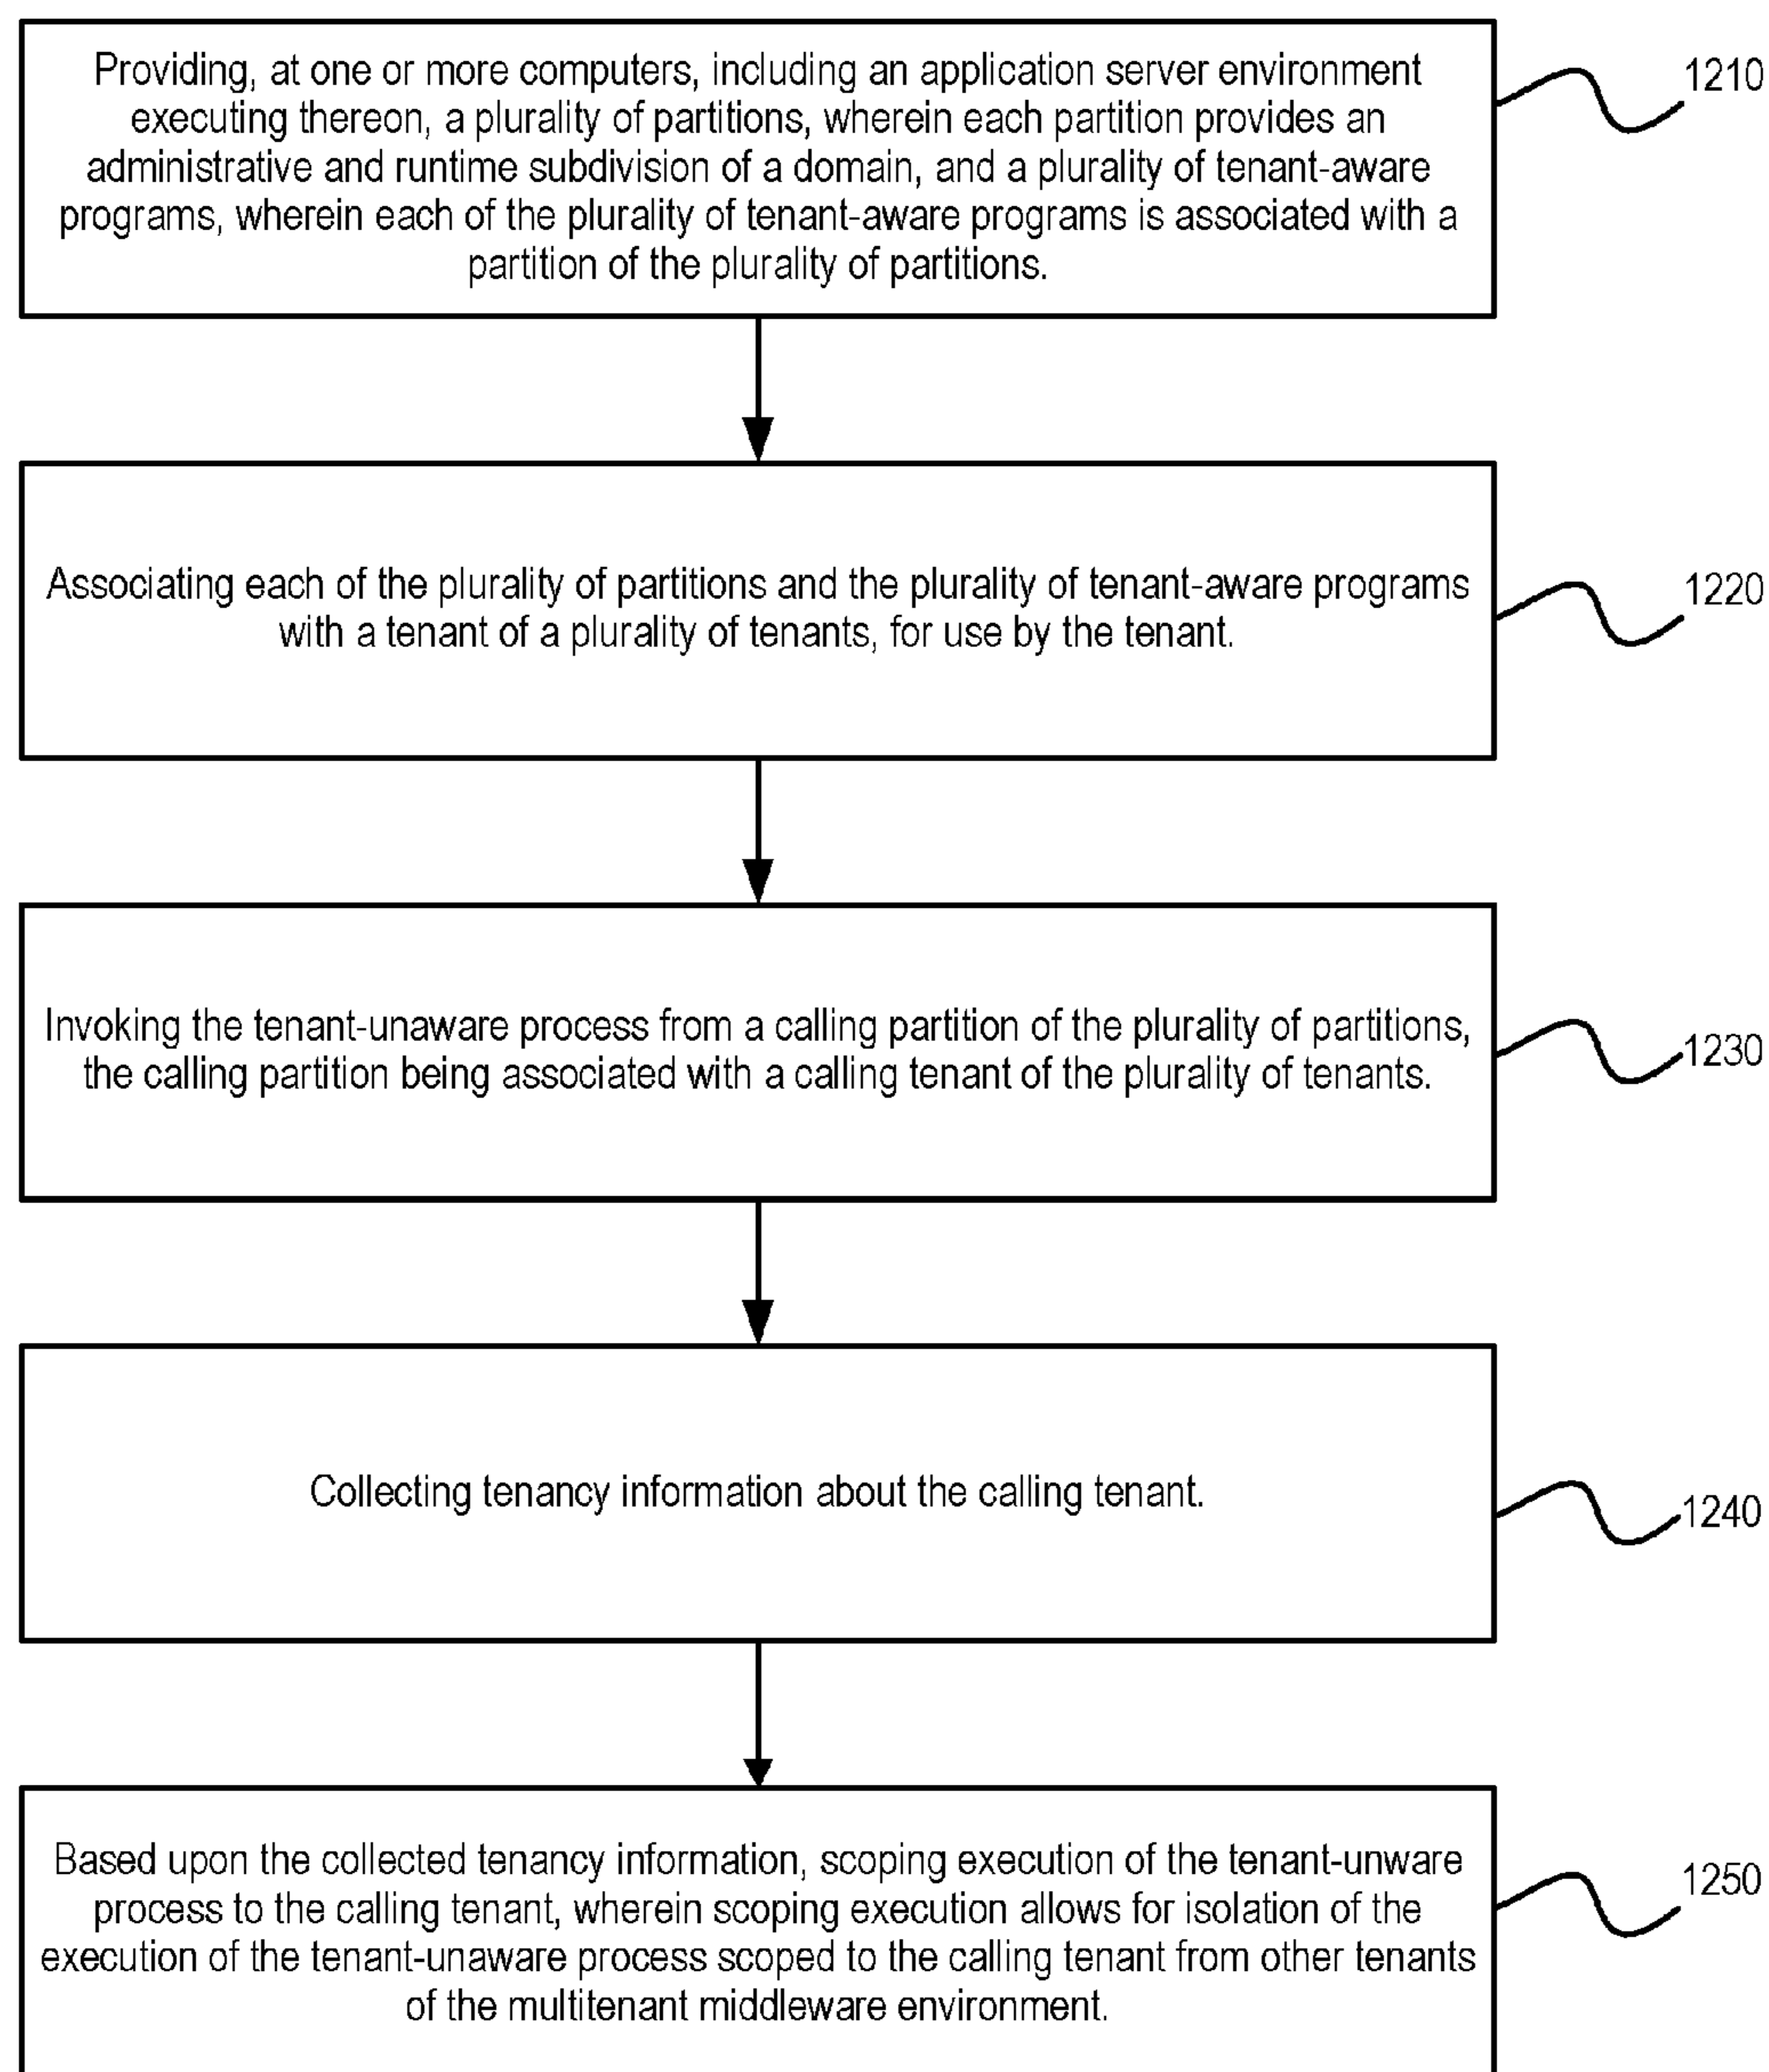 Providing, at one or more computers, including an application server environment
executing thereon, a plurality of partitions, wherein each partition provides an
administrative and runtime subdivision of a domain, and a plurality of tenant-aware
programs, wherein each of the plurality of tenant-aware programs is associated with a
partition of the plurality of partitions.
1210
Associating each of the plurality of partitions and the plurality of tenant-aware programs
with a tenant of a plurality of tenants, for use by the tenant.
1220
Invoking the tenant-unaware process from a calling partition of the plurality of partitions,
the calling partition being associated with a calling tenant of the plurality of tenants.
1230
Collecting tenancy information about the calling tenant.
1240
Based upon the collected tenancy information, scoping execution of the tenant-unware
process to the calling tenant, wherein scoping execution allows for isolation of the
execution of the tenant-unaware process scoped to the calling tenant from other tenants
of the multitenant middleware environment.
1250